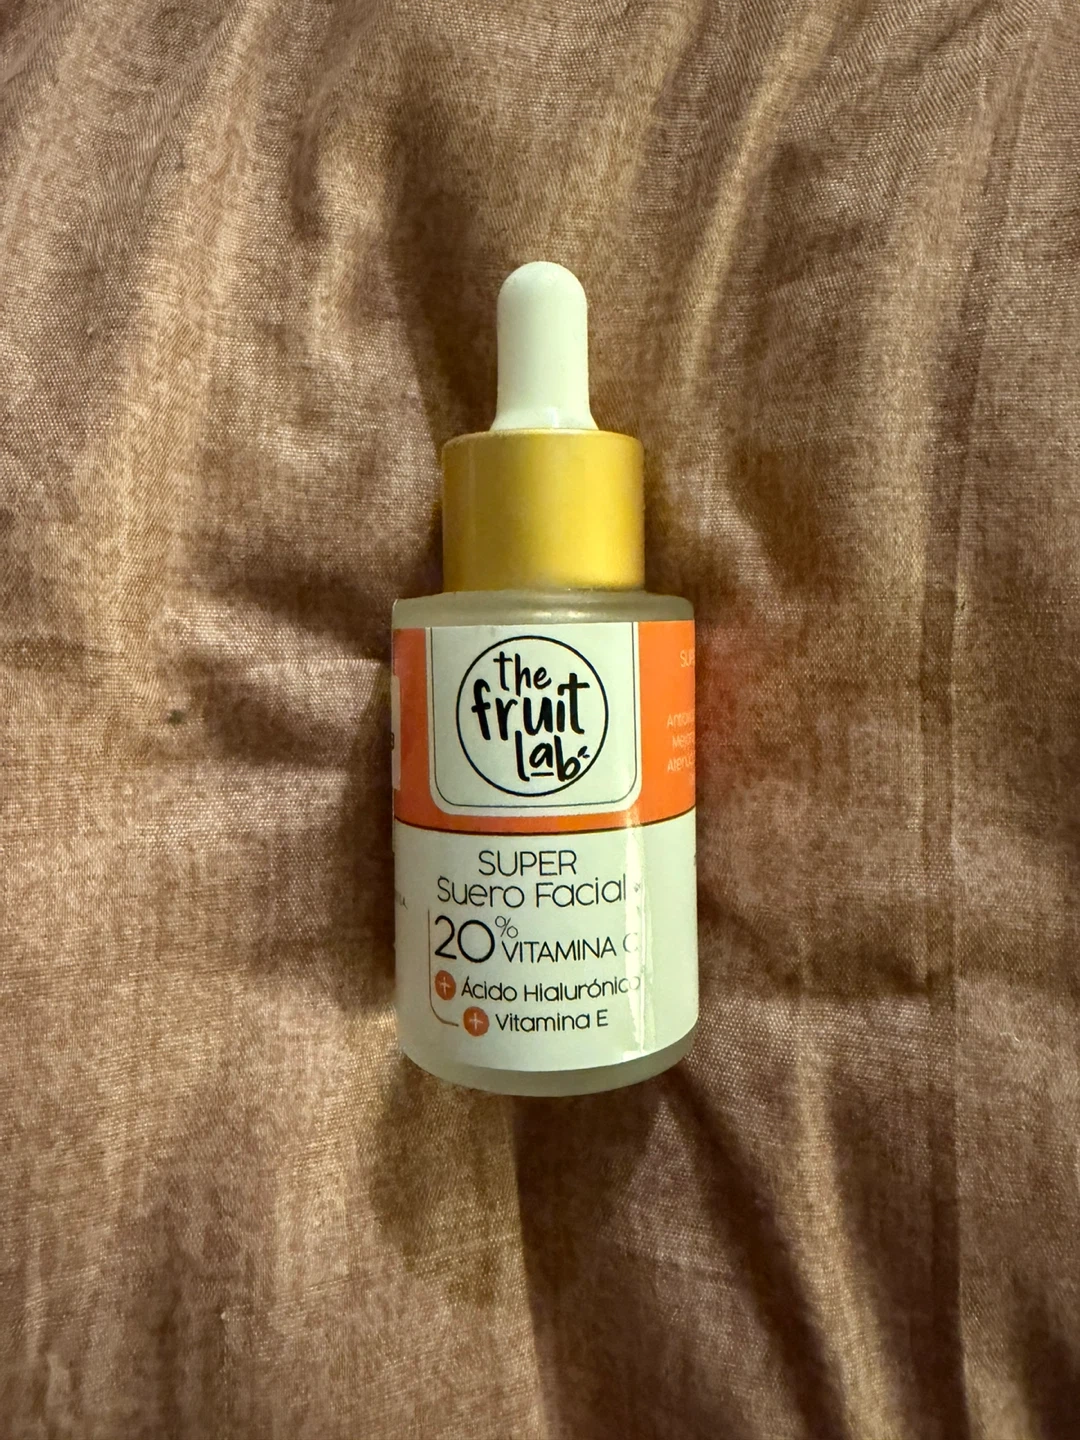 the
fruit
lab
SUPER
Suero Facial
20% VITAMINA C
+ Ácido Hialurónico
+ Vitamina E